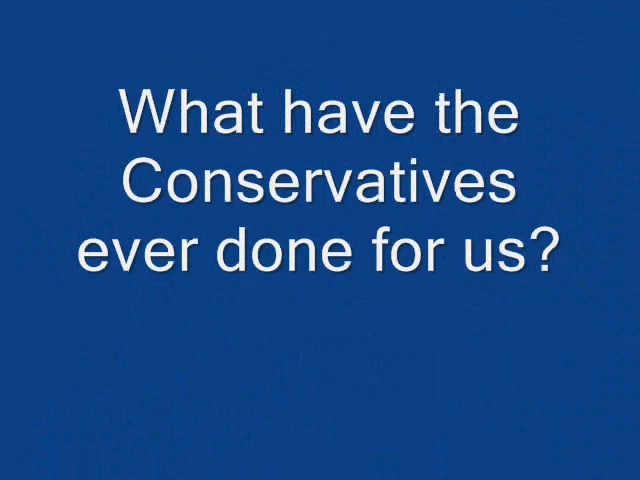 What have the
Conservatives
ever done for us?